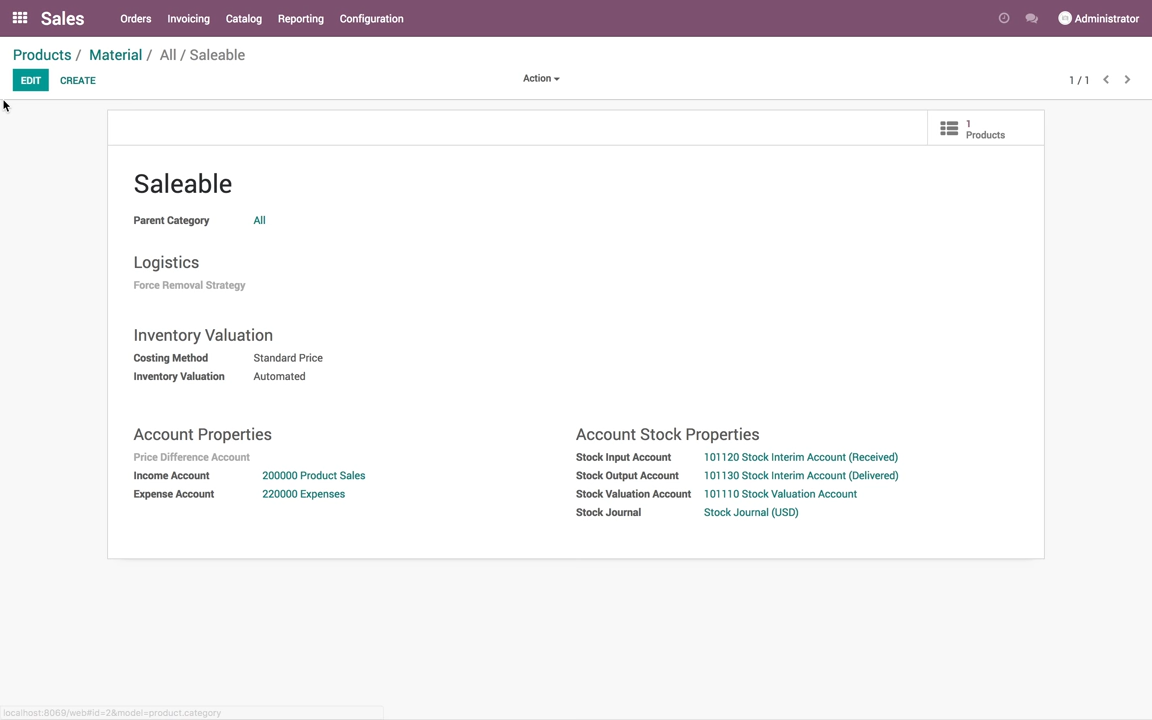 Sales Orders Invoicing Catalog Reporting Configuration Administrator
Products / Material / All / Saleable
EDIT CREATE Action 1 / 1
1
Products
Saleable
Parent Category All
Logistics
Force Removal Strategy
Inventory Valuation
Costing Method Standard Price
Inventory Valuation Automated
Account Properties Account Stock Properties
Price Difference Account Stock Input Account 101120 Stock Interim Account (Received)
Income Account 200000 Product Sales Stock Output Account 101130 Stock Interim Account (Delivered)
Expense Account 220000 Expenses Stock Valuation Account 101110 Stock Valuation Account
Stock Journal Stock Journal (USD)
localhost:8069/web#id=2&model=product.category